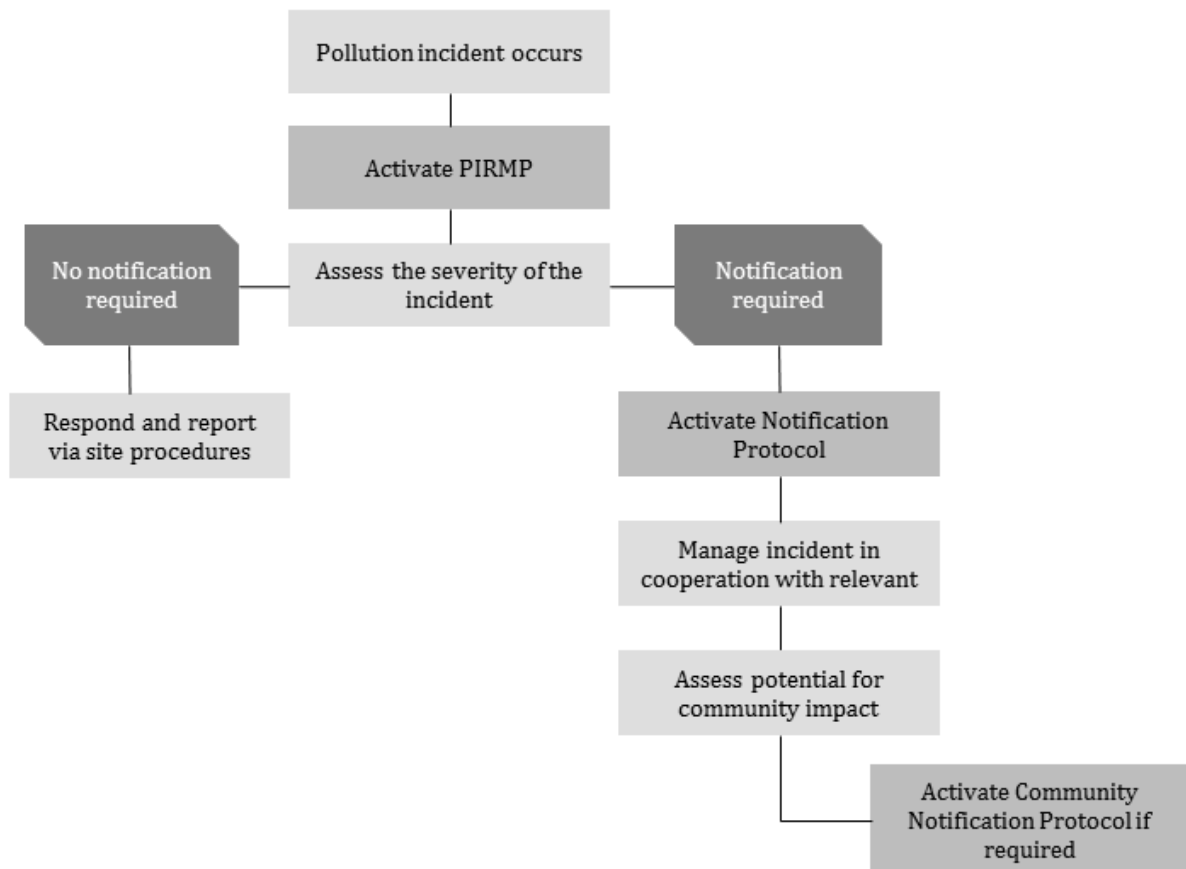 Pollution incident occurs
Activate PIRMP
No notification
required
Assess the severity of the
incident
Notification
required
Respond and report
via site procedures
Activate Notification
Protocol
Manage incident in
cooperation with relevant
Assess potential for
community impact
Activate Community
Notification Protocol if
required